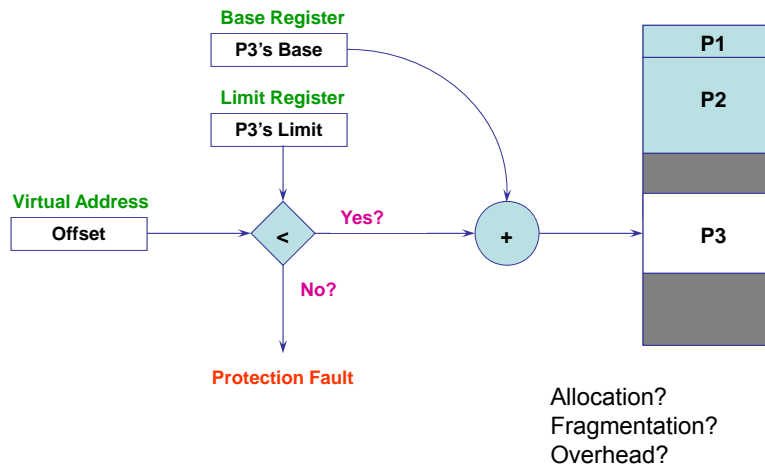 Base Register
P3's Base
P1
P2
Limit Register
P3's Limit
Virtual Address
Offset
<
Yes?
+
P3
No?
Protection Fault
Allocation?
Fragmentation?
Overhead?